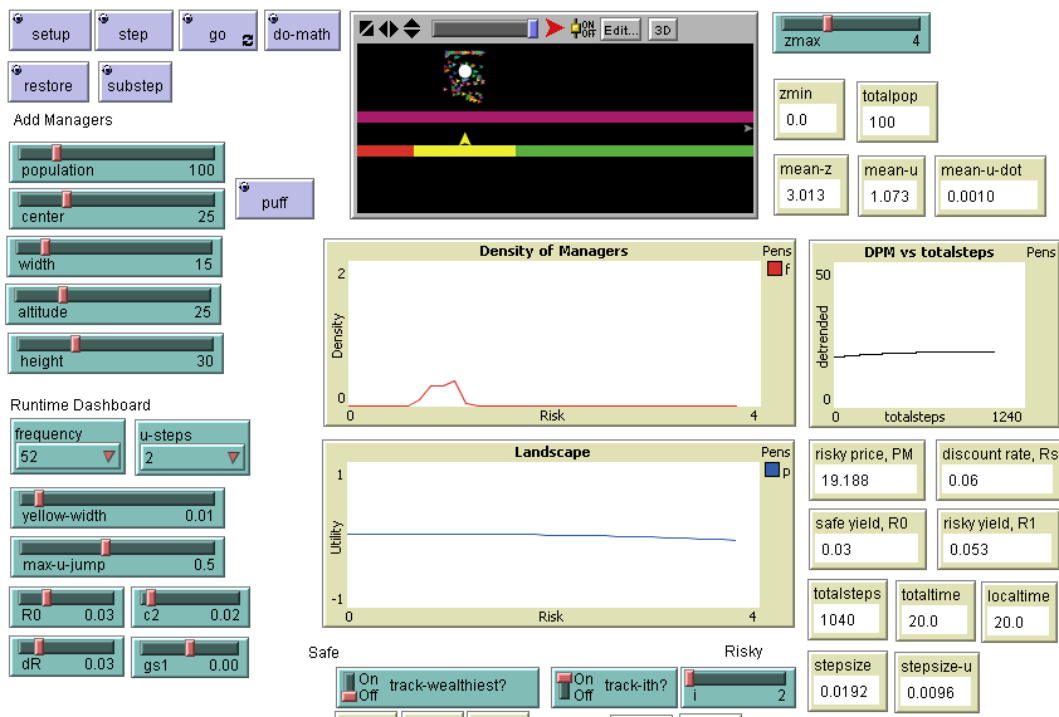 setup
step
go
do-math
restore
substep
Add Managers
population 100
center 25
puff
width 15
altitude 25
height 30
ON
OFF
Edit...
3D
zmax 4
zmin
0.0
totalpop
100
mean-z
3.013
mean-u
1.073
mean-u-dot
0.0010
Density of Managers
Pens
f
2
Density
0
0 Risk 4
DPM vs totalsteps
Pens
50
detrended
0
0 totalsteps 1240
Runtime Dashboard
frequency
52
u-steps
2
yellow-width 0.01
max-u-jump 0.5
R0 0.03
c2 0.02
dR 0.03
gs1 0.00
Landscape
Pens
p
1
Utility
-1
0 Risk 4
risky price, PM
19.188
discount rate, Rs
0.06
safe yield, R0
0.03
risky yield, R1
0.053
totalsteps
1040
totaltime
20.0
localtime
20.0
stepsize
0.0192
stepsize-u
0.0096
Safe
Risky
On
Off
track-wealthiest?
On
Off
track-ith?
i 2